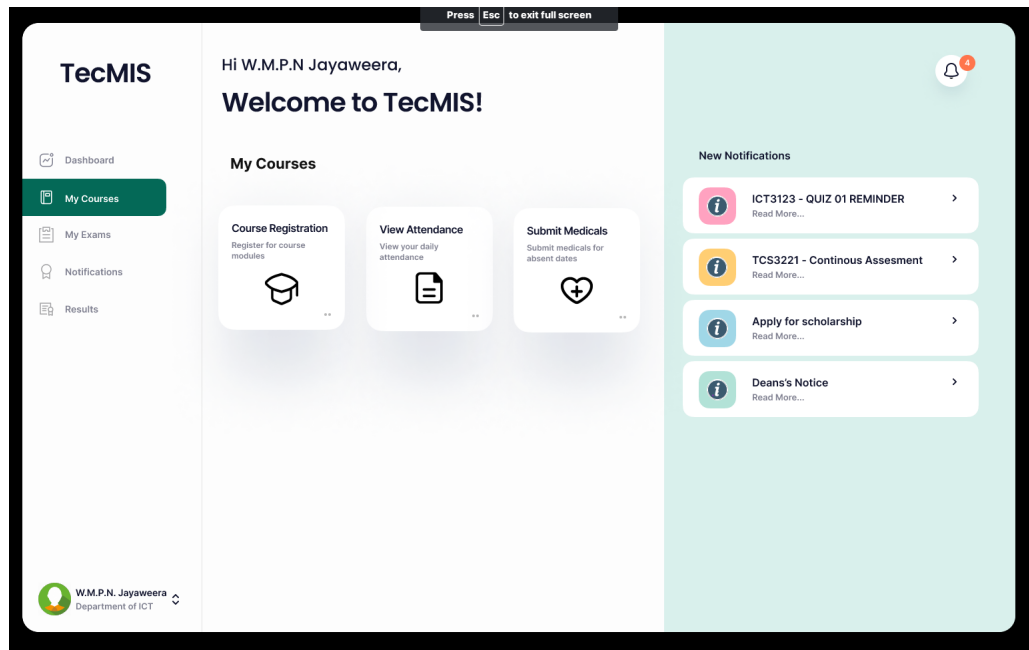 Press Esc to exit full screen
TecMIS
Dashboard
My Courses
My Exams
Notifications
Results
W.M.P.N. Jayaweera
Department of ICT
Hi W.M.P.N Jayaweera,
Welcome to TecMIS!
My Courses
Course Registration
Register for course
modules
View Attendance
View your daily
attendance
Submit Medicals
Submit medicals for
absent dates
4
New Notifications
ICT3123 - QUIZ 01 REMINDER
Read More...
TCS3221 - Continous Assesment
Read More...
Apply for scholarship
Read More...
Deans's Notice
Read More...